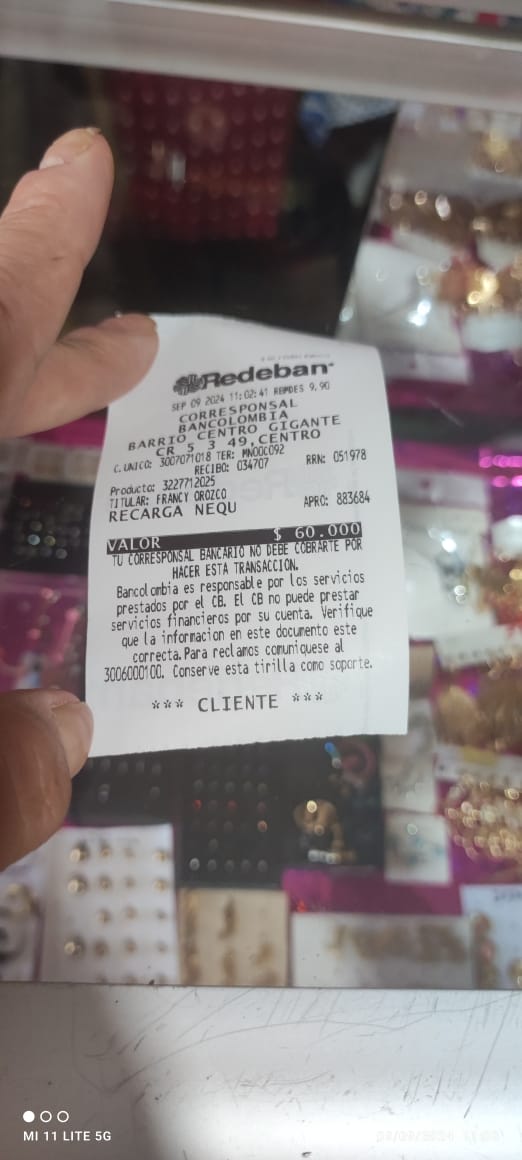 Redeban
SEP 09 2024 11:02:41 RBMDES 9.90
CORRESPONSAL
BANCOLOMBIA
BARRIO CENTRO GIGANTE
CR 5 3 49,CENTRO
C.UNICO: 3007071018 TER: MNO0C092
RECIBO: 034707 RRN: 051978
Producto: 3227712025
TITULAR: FRANCY OROZCO
RECARGA NEQU APRO: 883684
VALOR $ 60.000
TU CORRESPONSAL BANCARIO NO DEBE COBRARTE POR
HACER ESTA TRANSACCIÓN.
Bancolombia es responsable por los servicios
prestados por el CB. El CB no puede prestar
servicios financieros por su cuenta. Verifique
que la informacion en este documento este
correcta.Para reclamos comuniquese al
3006000100. Conserve esta tirilla como soporte.
*** CLIENTE ***
MI 11 LITE 5G